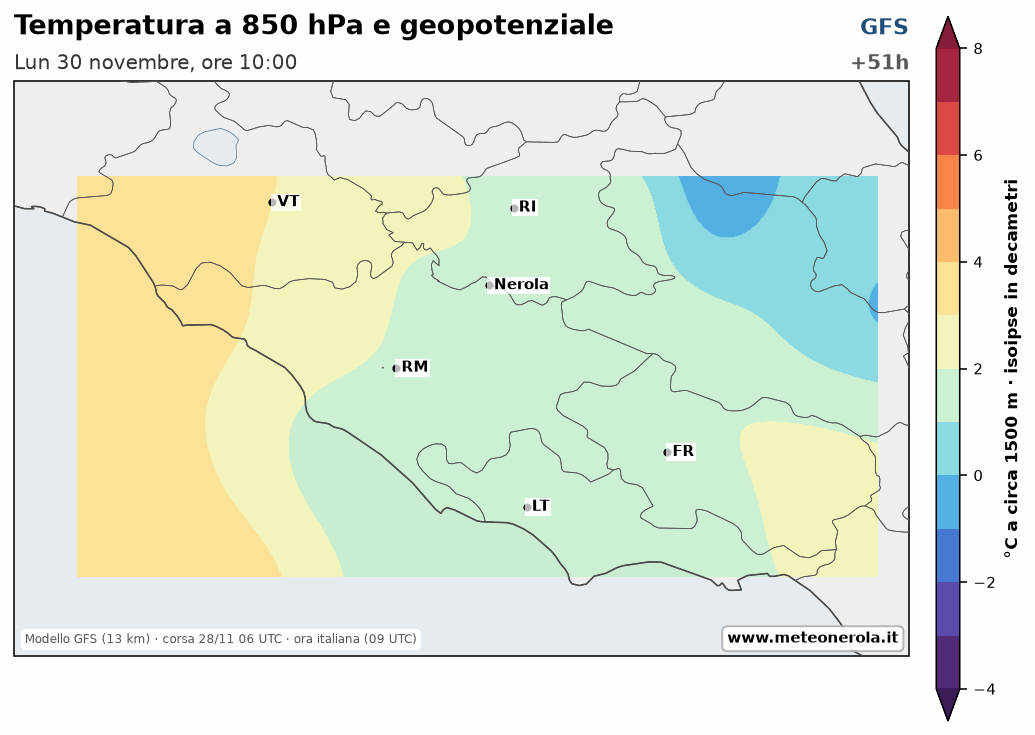 Temperatura a 850 hPa e geopotenziale
GFS
Lun 30 novembre, ore 10:00
+51h
VT
RI
Nerola
RM
FR
LT
Modello GFS (13 km) · corsa 28/11 06 UTC · ora italiana (09 UTC)
www.meteonerola.it
8
6
4
2
0
−2
−4
°C a circa 1500 m · isoipse in decametri